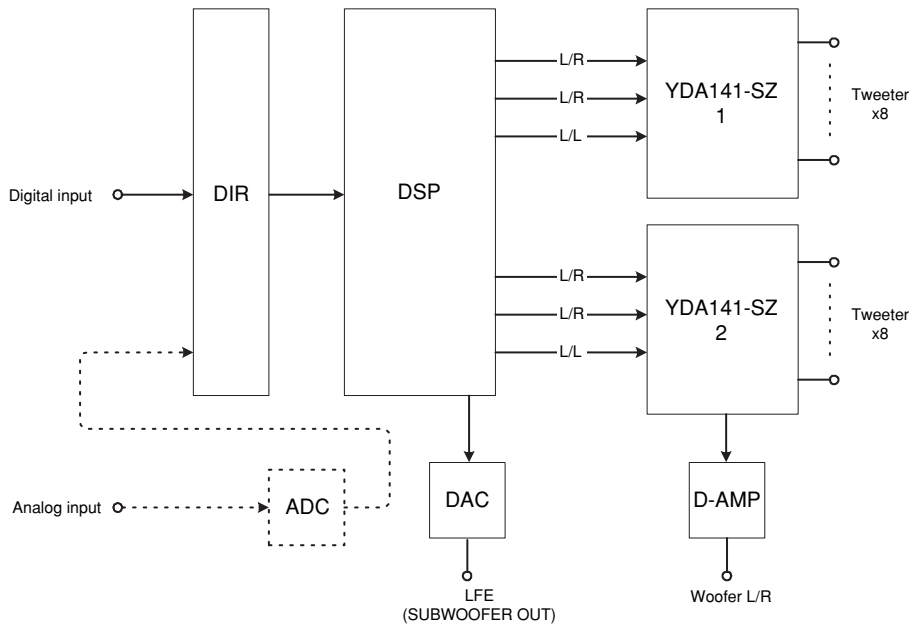 L/R
L/R
L/L
YDA141-SZ
1
Tweeter
x8
Digital input
DIR
DSP
L/R
L/R
L/L
YDA141-SZ
2
Tweeter
x8
Analog input
ADC
DAC
D-AMP
LFE
(SUBWOOFER OUT)
Woofer L/R